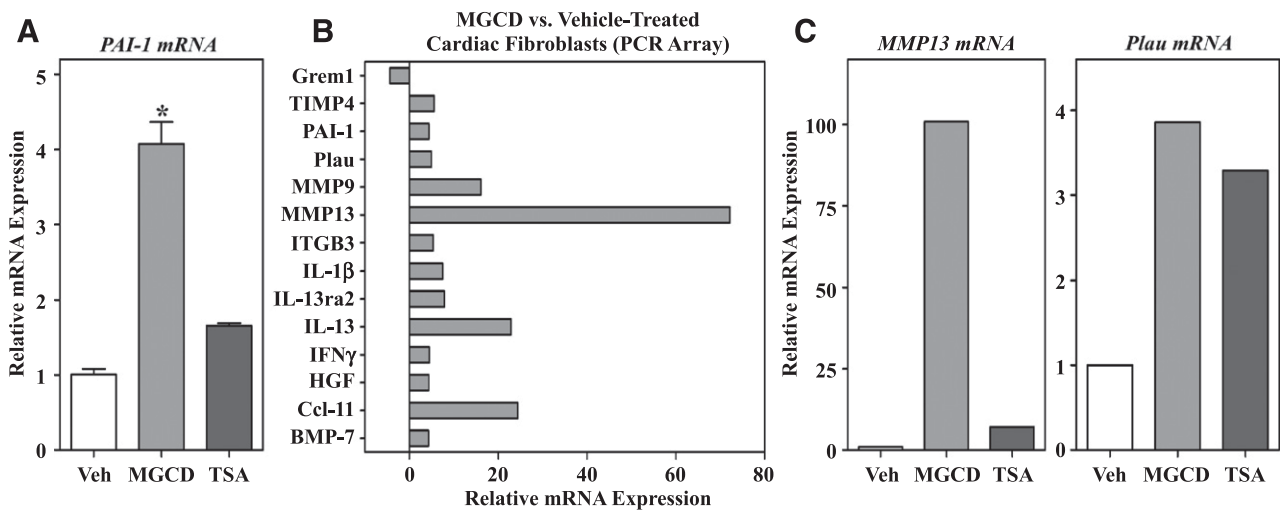 A
PAI-1 mRNA
Relative mRNA Expression
5
4
3
2
1
0
*
Veh MGCD TSA
B
MGCD vs. Vehicle-Treated
Cardiac Fibroblasts (PCR Array)
Grem1
TIMP4
PAI-1
Plau
MMP9
MMP13
ITGB3
IL-1β
IL-13ra2
IL-13
IFNγ
HGF
Ccl-11
BMP-7
0 20 40 60 80
Relative mRNA Expression
C
MMP13 mRNA
Relative mRNA Expression
100
75
50
25
0
Veh MGCD TSA
Plau mRNA
4
3
2
1
0
Veh MGCD TSA